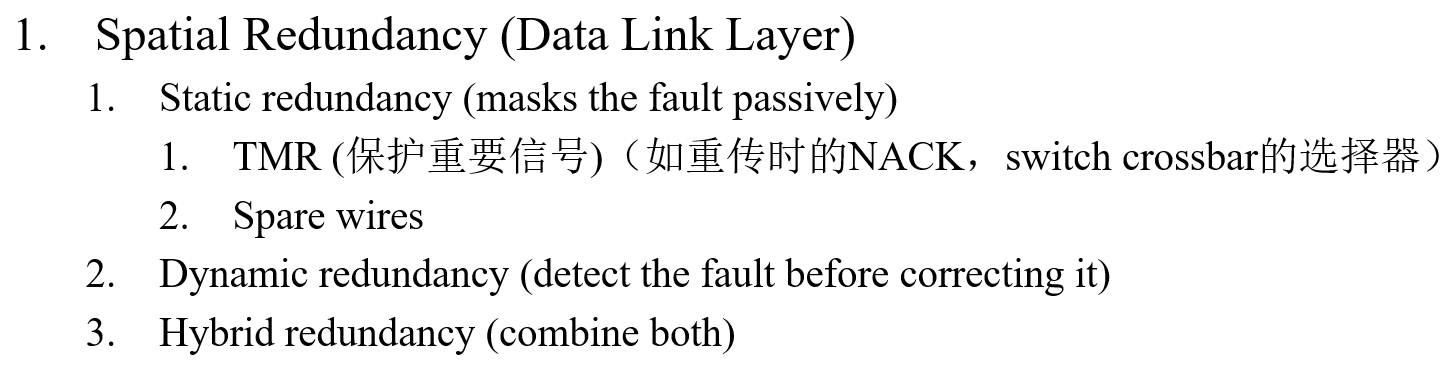 1. Spatial Redundancy (Data Link Layer)
1. Static redundancy (masks the fault passively)
1. TMR (保护重要信号)（如重传时的NACK，switch crossbar的选择器）
2. Spare wires
2. Dynamic redundancy (detect the fault before correcting it)
3. Hybrid redundancy (combine both)